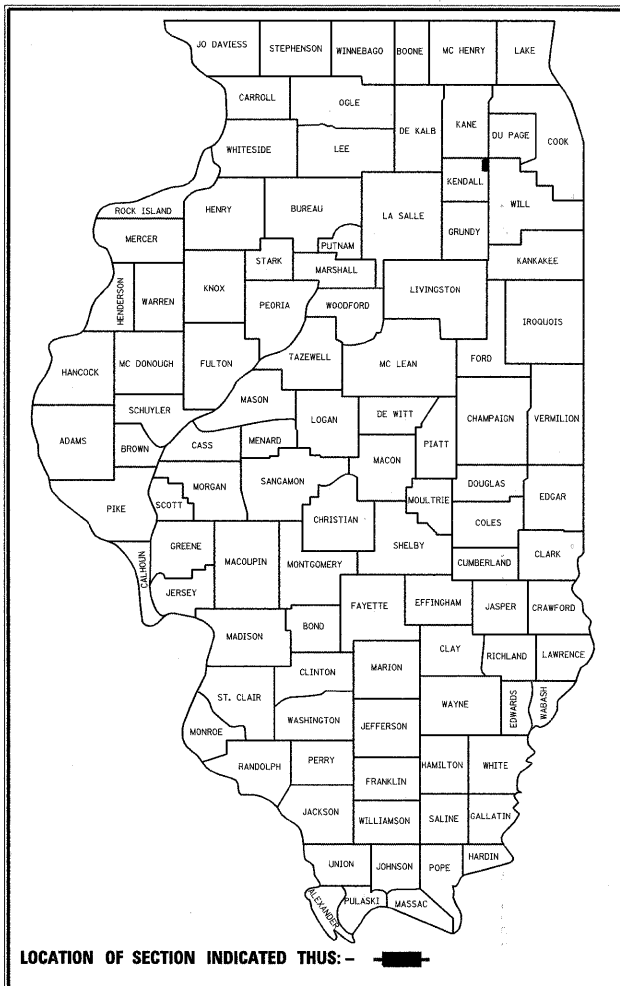 JO DAVIESS STEPHENSON WINNEBAGO BOONE MC HENRY LAKE
CARROLL OGLE DE KALB KANE DU PAGE COOK
WHITESIDE LEE
KENDALL WILL
ROCK ISLAND HENRY BUREAU LA SALLE GRUNDY
MERCER PUTNAM
STARK MARSHALL KANKAKEE
HENDERSON WARREN KNOX PEORIA WOODFORD LIVINGSTON IROQUOIS
HANCOCK MC DONOUGH FULTON TAZEWELL MC LEAN FORD
SCHUYLER MASON LOGAN DE WITT CHAMPAIGN VERMILION
ADAMS BROWN CASS MENARD MACON PIATT
PIKE SCOTT MORGAN SANGAMON MOULTRIE DOUGLAS EDGAR
CHRISTIAN COLES
CALHOUN GREENE MACOUPIN MONTGOMERY SHELBY CUMBERLAND CLARK
JERSEY FAYETTE EFFINGHAM JASPER CRAWFORD
MADISON BOND
CLINTON MARION CLAY RICHLAND LAWRENCE
ST. CLAIR WASHINGTON WAYNE EDWARDS WABASH
MONROE JEFFERSON
RANDOLPH PERRY HAMILTON WHITE
FRANKLIN
JACKSON WILLIAMSON SALINE GALLATIN
UNION JOHNSON POPE HARDIN
ALEXANDER PULASKI MASSAC
LOCATION OF SECTION INDICATED THUS: –